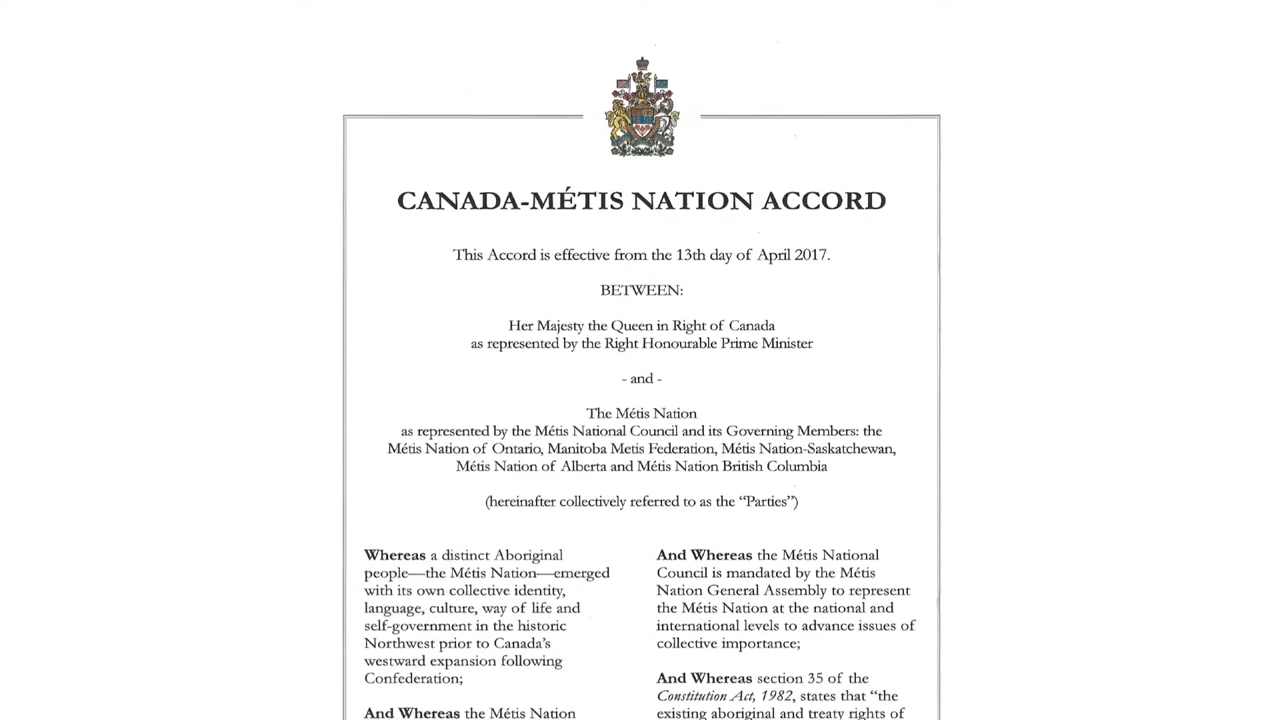 CANADA-MÉTIS NATION ACCORD
This Accord is effective from the 13th day of April 2017.
BETWEEN:
Her Majesty the Queen in Right of Canada
as represented by the Right Honourable Prime Minister
- and -
The Métis Nation
as represented by the Métis National Council and its Governing Members: the
Métis Nation of Ontario, Manitoba Metis Federation, Métis Nation-Saskatchewan,
Métis Nation of Alberta and Métis Nation British Columbia
(hereinafter collectively referred to as the “Parties”)
Whereas a distinct Aboriginal
people—the Métis Nation—emerged
with its own collective identity,
language, culture, way of life and
self-government in the historic
Northwest prior to Canada’s
westward expansion following
Confederation;
And Whereas the Métis Nation
And Whereas the Métis National
Council is mandated by the Métis
Nation General Assembly to represent
the Métis Nation at the national and
international levels to advance issues of
collective importance;
And Whereas section 35 of the
Constitution Act, 1982, states that “the
existing aboriginal and treaty rights of